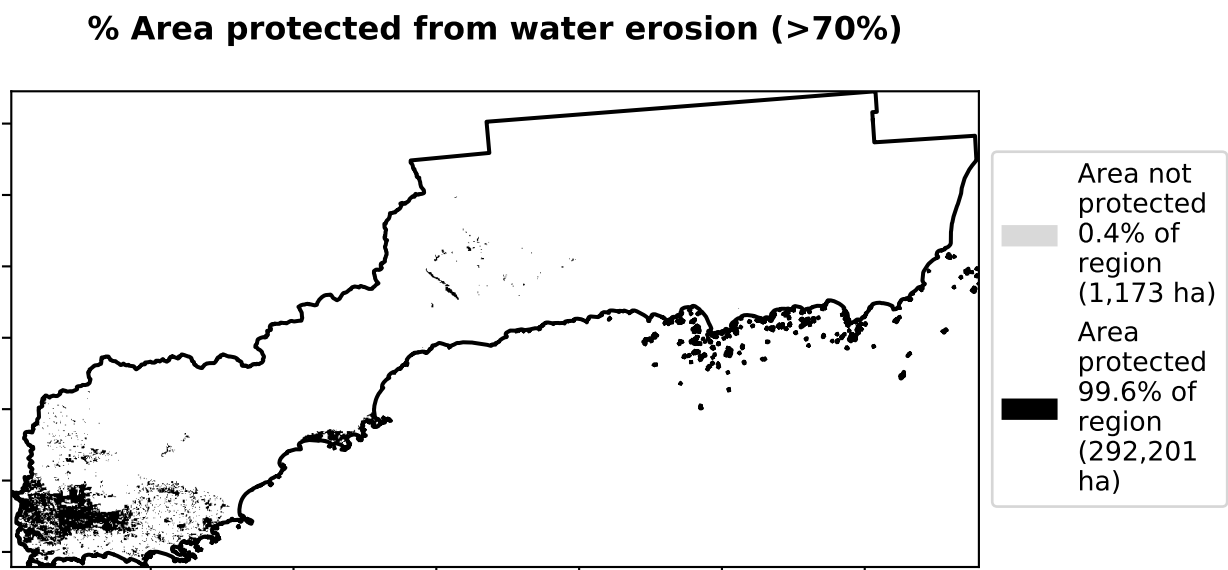 % Area protected from water erosion (>70%)
Area not
protected
0.4% of
region
(1,173 ha)
Area
protected
99.6% of
region
(292,201
ha)